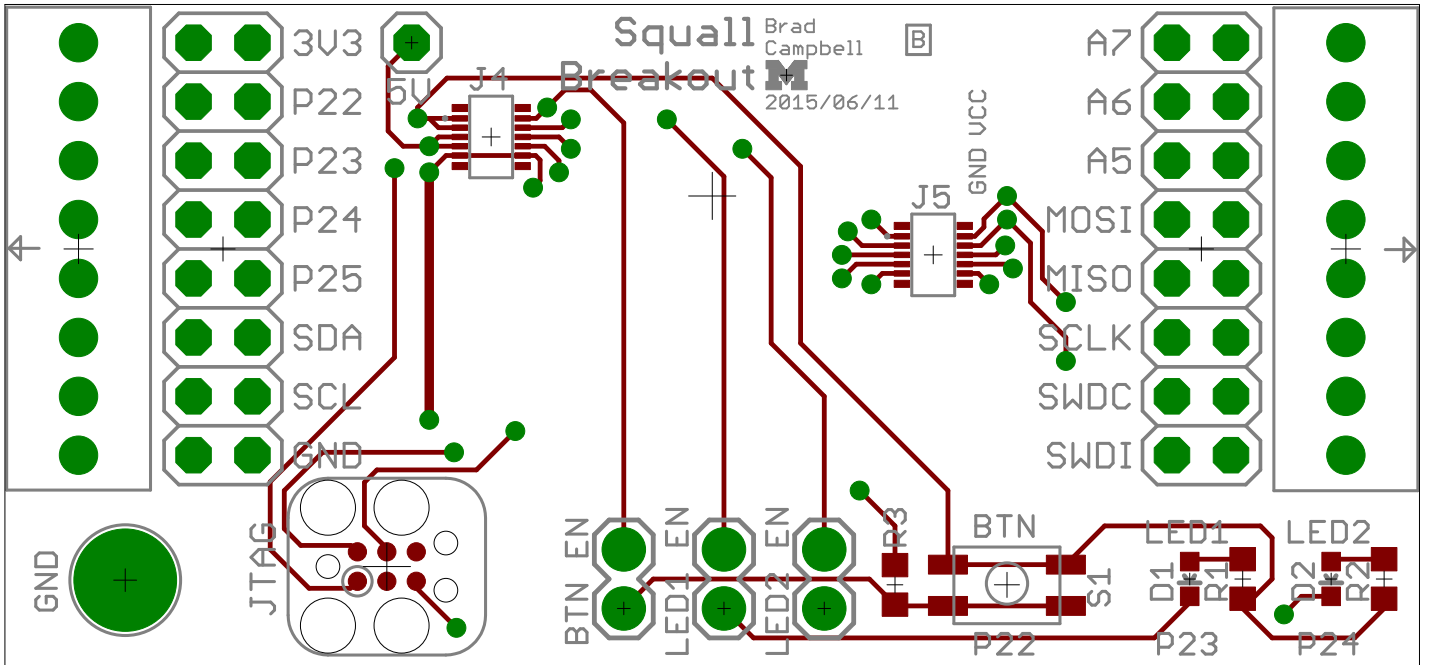 Squall
Breakout
Brad
Campbell
M
2015/06/11
B
3V3
P22
P23
P24
P25
SDA
SCL
GND
5V
J4
J5
GND VCC
A7
A6
A5
MOSI
MISO
SCLK
SWDC
SWDI
GND
JTAG
BTN EN
LED1 EN
LED2 EN
R3
BTN
S1
P22
LED1
D1
R1
P23
LED2
D2
R2
P24